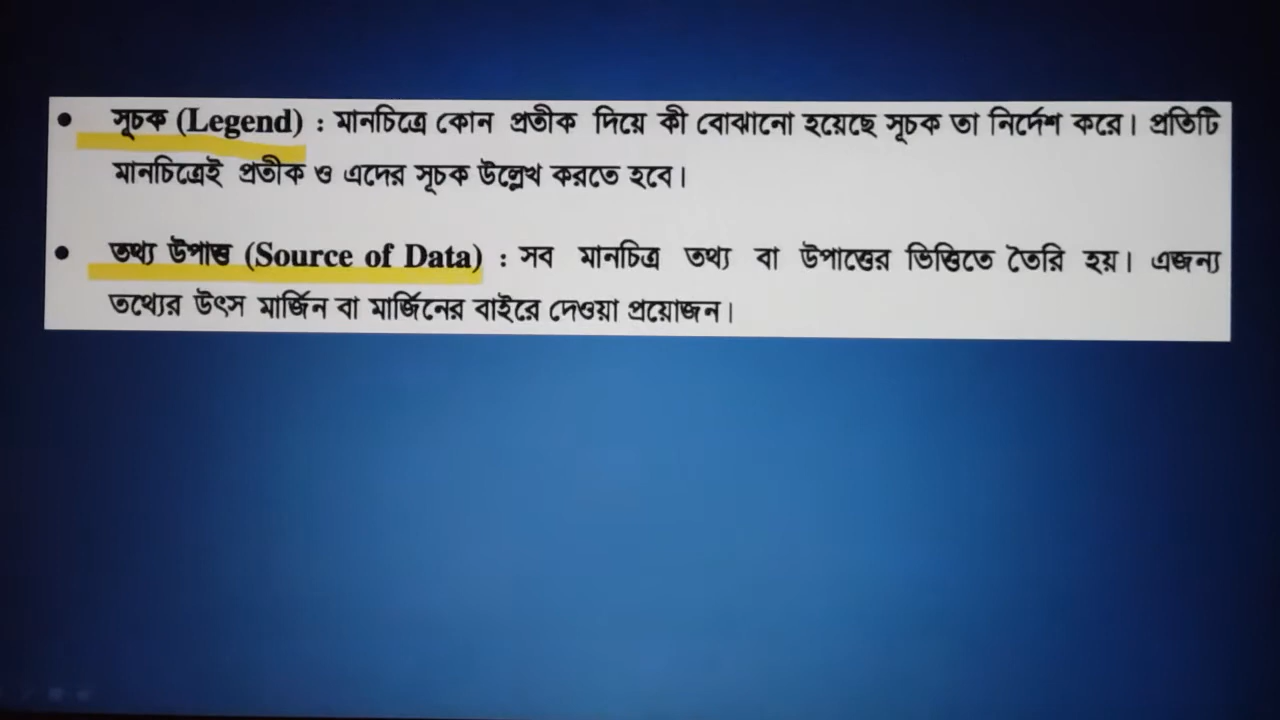 • সূচক (Legend) : মানচিত্রে কোন প্রতীক দিয়ে কী বোঝানো হয়েছে সূচক তা নির্দেশ করে। প্রতিটি
মানচিত্রেই প্রতীক ও এদের সূচক উল্লেখ করতে হবে।
• তথ্য উপাত্ত (Source of Data) : সব মানচিত্র তথ্য বা উপাত্তের ভিত্তিতে তৈরি হয়। এজন্য
তথ্যের উৎস মার্জিন বা মার্জিনের বাইরে দেওয়া প্রয়োজন।